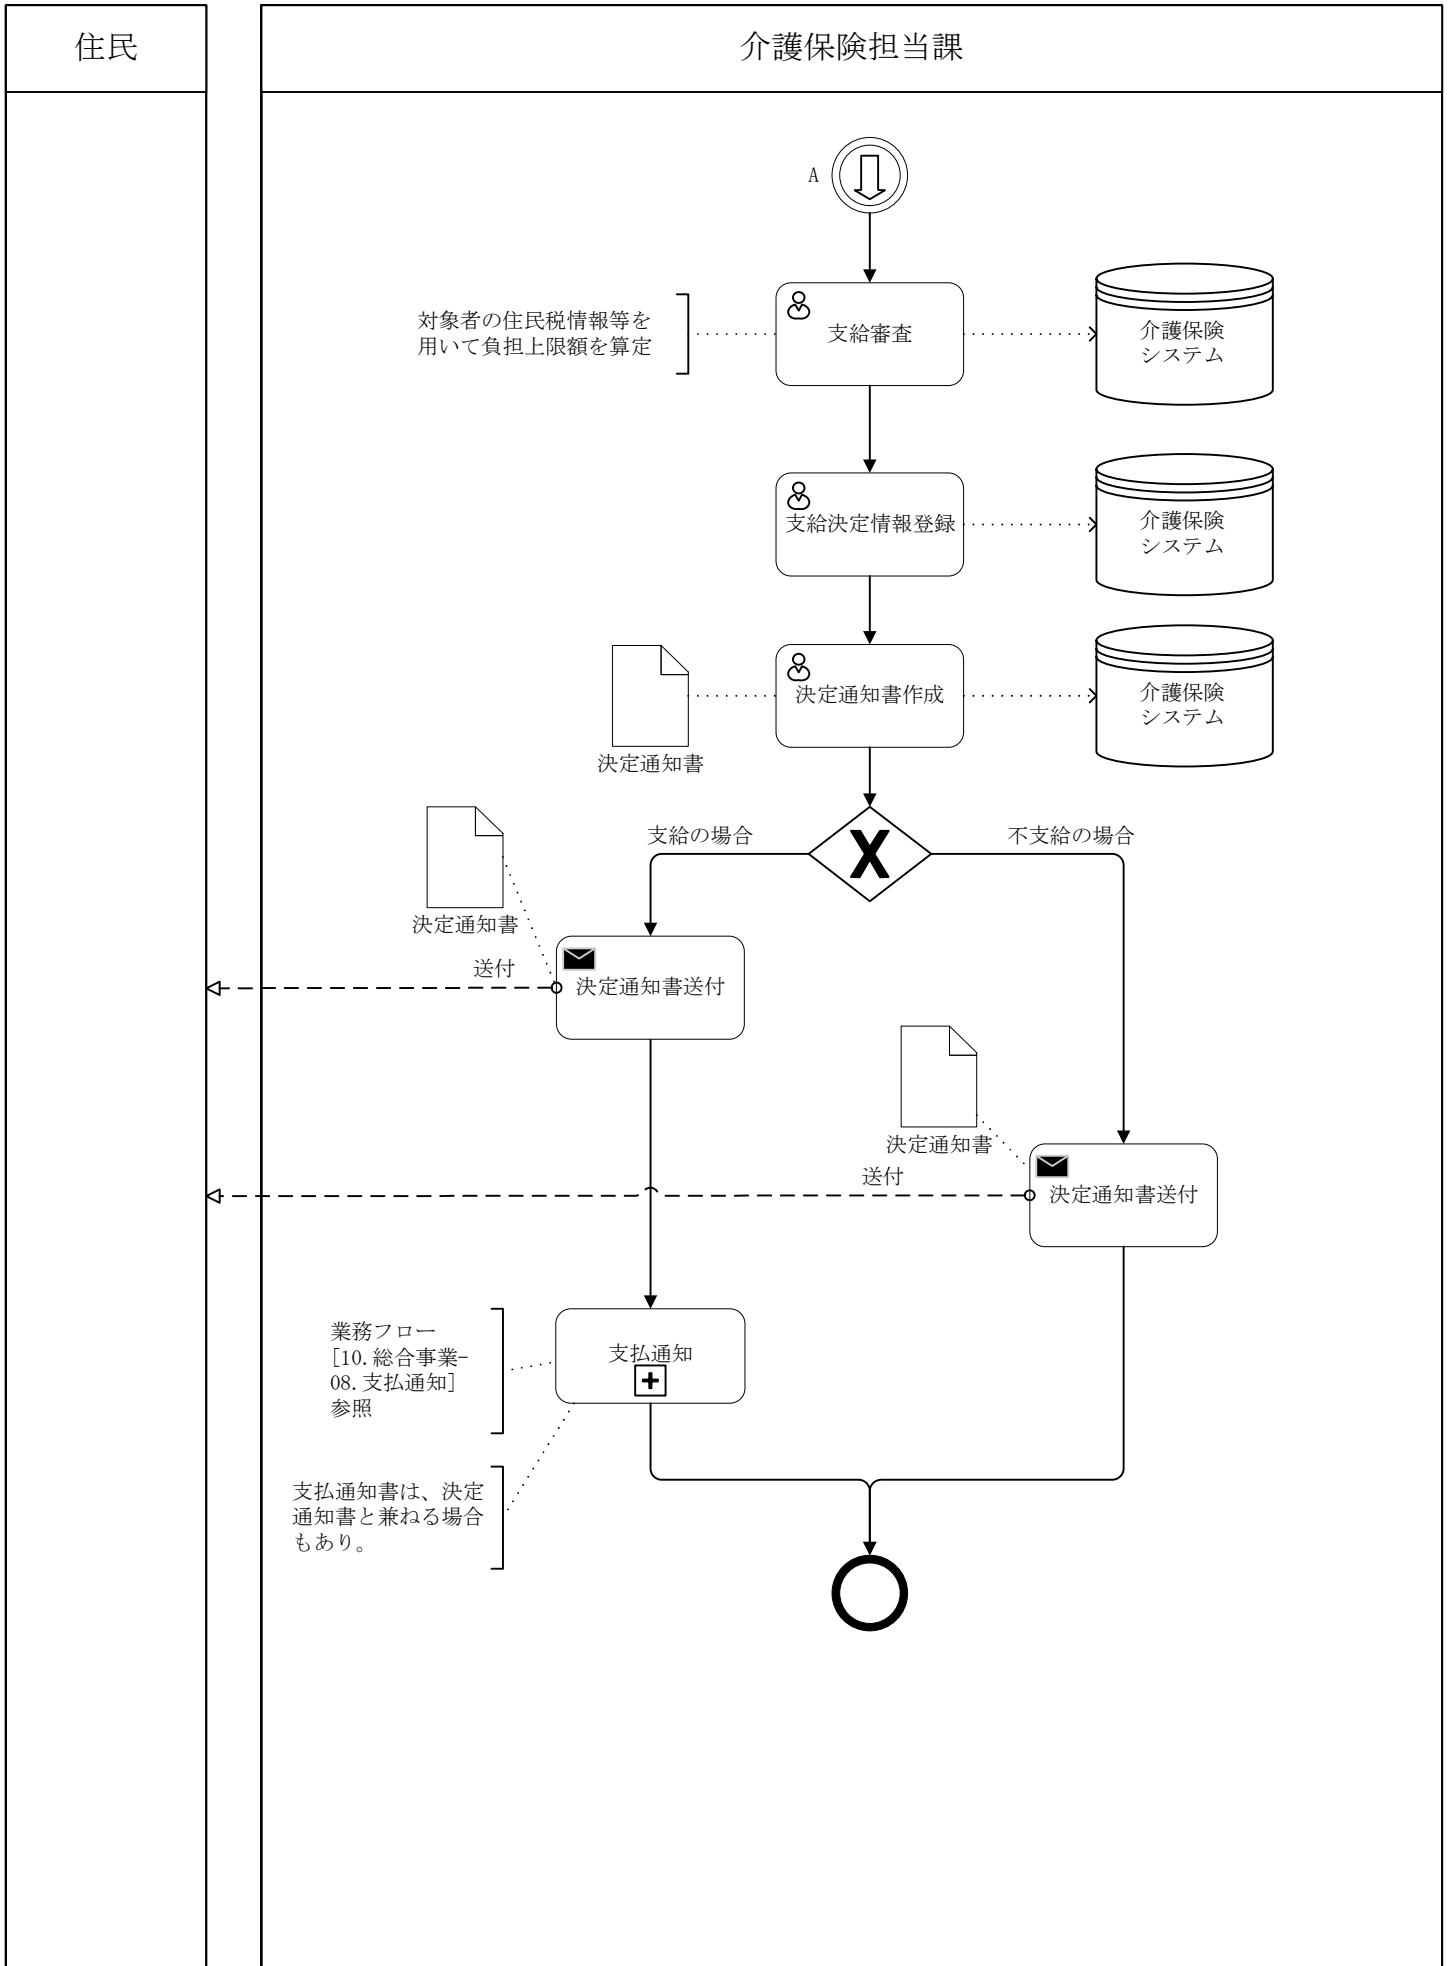 住民
介護保険担当課
A
対象者の住民税情報等を
用いて負担上限額を算定
支給審査
介護保険
システム
支給決定情報登録
介護保険
システム
決定通知書作成
介護保険
システム
決定通知書
支給の場合
不支給の場合
決定通知書
送付
決定通知書送付
決定通知書
送付
決定通知書送付
業務フロー
[10.総合事業-
08.支払通知]
参照
支払通知
支払通知書は、決定
通知書と兼ねる場合
もあり。